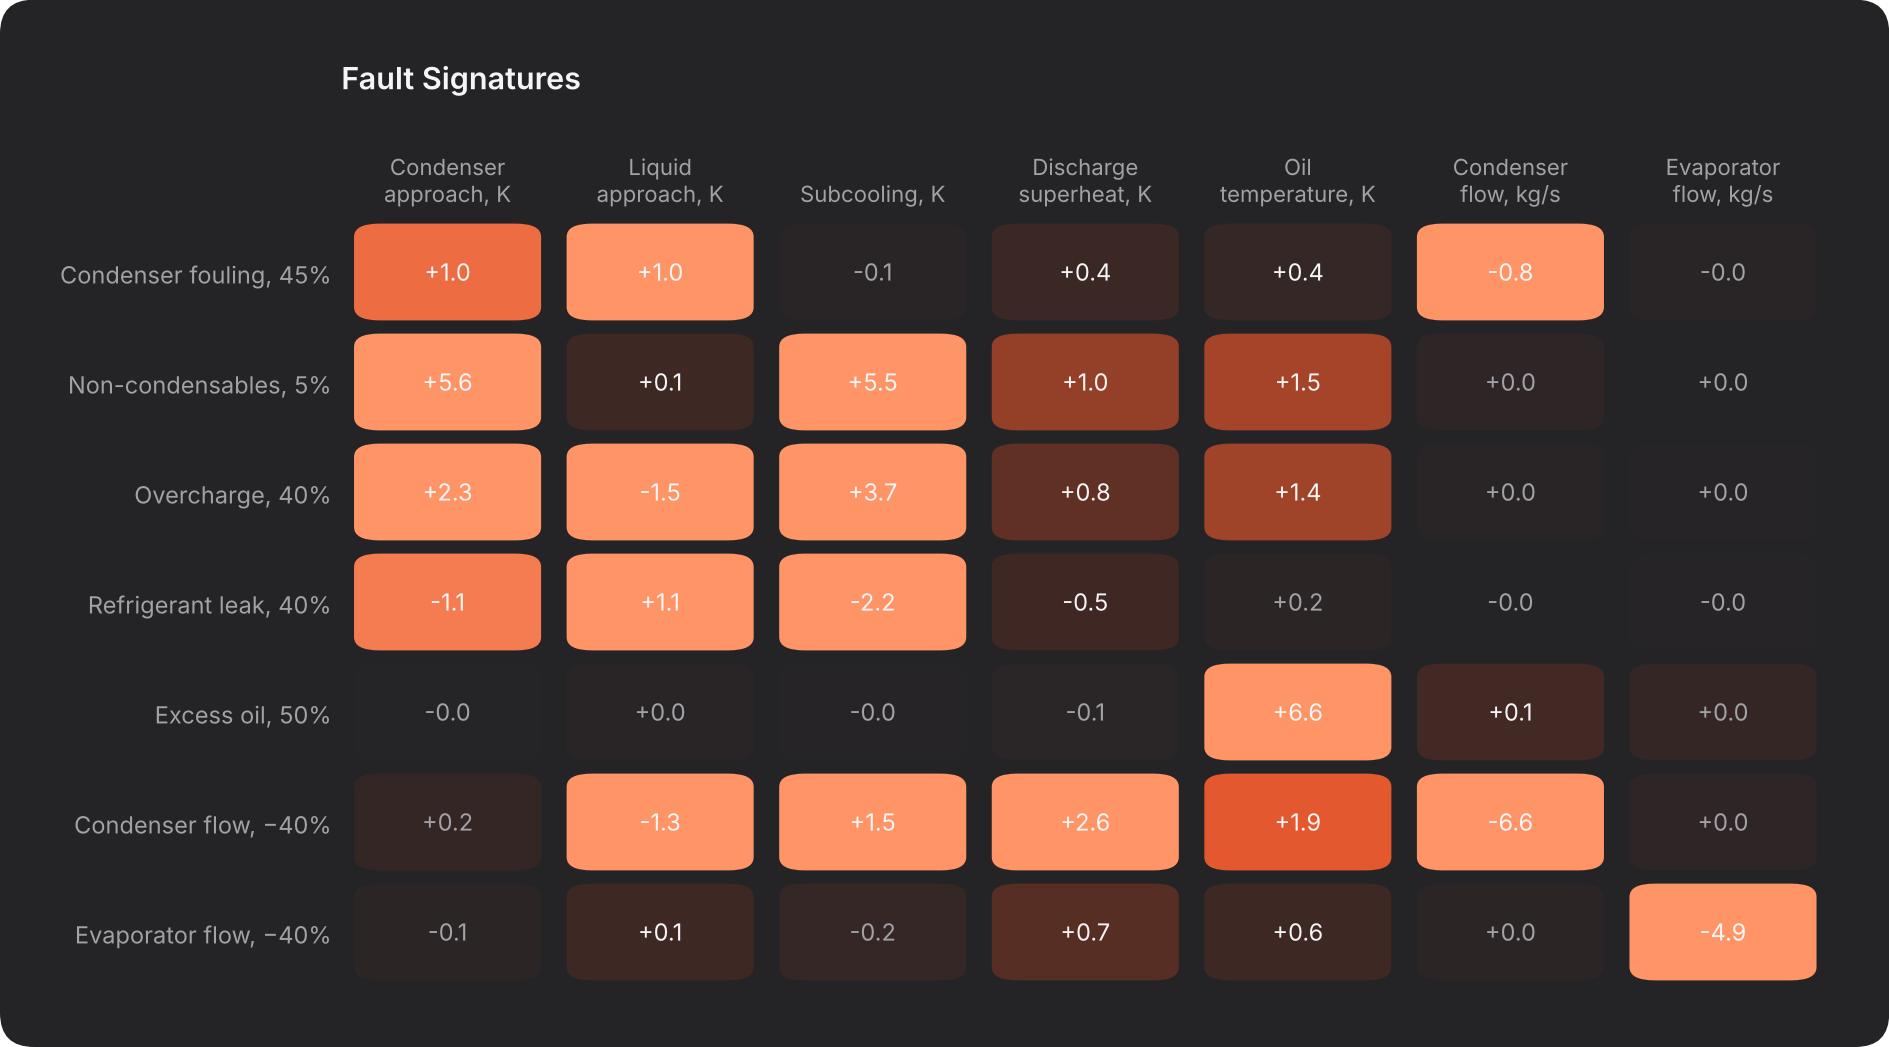 Fault Signatures
Condenser approach, K
Liquid approach, K
Subcooling, K
Discharge superheat, K
Oil temperature, K
Condenser flow, kg/s
Evaporator flow, kg/s
Condenser fouling, 45% +1.0 +1.0 -0.1 +0.4 +0.4 -0.8 -0.0
Non-condensables, 5% +5.6 +0.1 +5.5 +1.0 +1.5 +0.0 +0.0
Overcharge, 40% +2.3 -1.5 +3.7 +0.8 +1.4 +0.0 +0.0
Refrigerant leak, 40% -1.1 +1.1 -2.2 -0.5 +0.2 -0.0 -0.0
Excess oil, 50% -0.0 +0.0 -0.0 -0.1 +6.6 +0.1 +0.0
Condenser flow, −40% +0.2 -1.3 +1.5 +2.6 +1.9 -6.6 +0.0
Evaporator flow, −40% -0.1 +0.1 -0.2 +0.7 +0.6 +0.0 -4.9